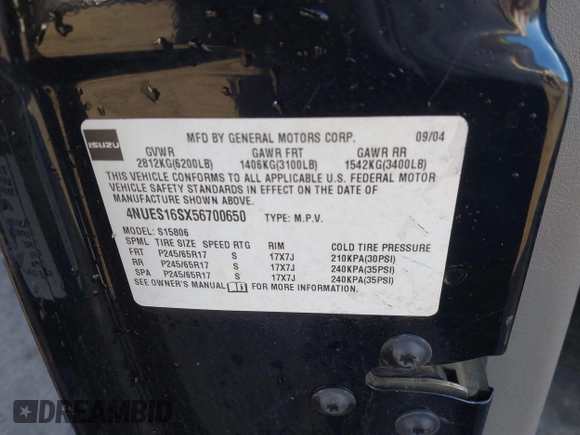 ISUZU
MFD BY GENERAL MOTORS CORP. 09/04
GVWR GAWR FRT GAWR RR
2812KG(6200LB) 1406KG(3100LB) 1542KG(3400LB)
THIS VEHICLE CONFORMS TO ALL APPLICABLE U.S. FEDERAL MOTOR
VEHICLE SAFETY STANDARDS IN EFFECT ON THE DATE OF
MANUFACTURE SHOWN ABOVE.
4NUES16SX56700650 TYPE: M.P.V.
MODEL: S15806
SPML TIRE SIZE SPEED RTG RIM COLD TIRE PRESSURE
FRT P245/65R17 S 17X7J 210KPA(30PSI)
RR P245/65R17 S 17X7J 240KPA(35PSI)
SPA P245/65R17 S 17X7J 240KPA(35PSI)
SEE OWNER'S MANUAL FOR MORE INFORMATION.
DREAMBID